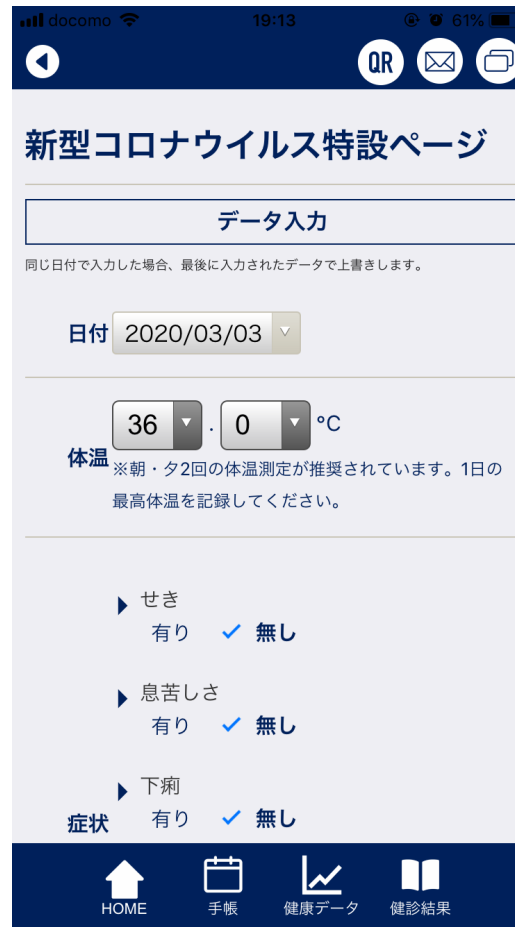 docomo 19:13 61%
QR
新型コロナウイルス特設ページ
データ入力
同じ日付で入力した場合、最後に入力されたデータで上書きします。
日付 2020/03/03
36 . 0 °C
体温
※朝・夕2回の体温測定が推奨されています。1日の
最高体温を記録してください。
せき
有り 無し
息苦しさ
有り 無し
下痢
症状 有り 無し
HOME 手帳 健康データ 健診結果